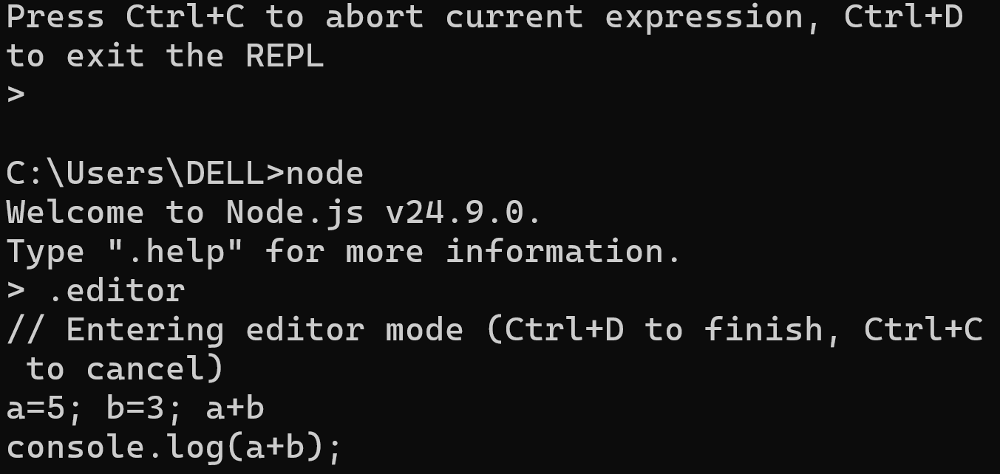 Press Ctrl+C to abort current expression, Ctrl+D
to exit the REPL
>
C:\Users\DELL>node
Welcome to Node.js v24.9.0.
Type ".help" for more information.
> .editor
// Entering editor mode (Ctrl+D to finish, Ctrl+C
 to cancel)
a=5; b=3; a+b
console.log(a+b);